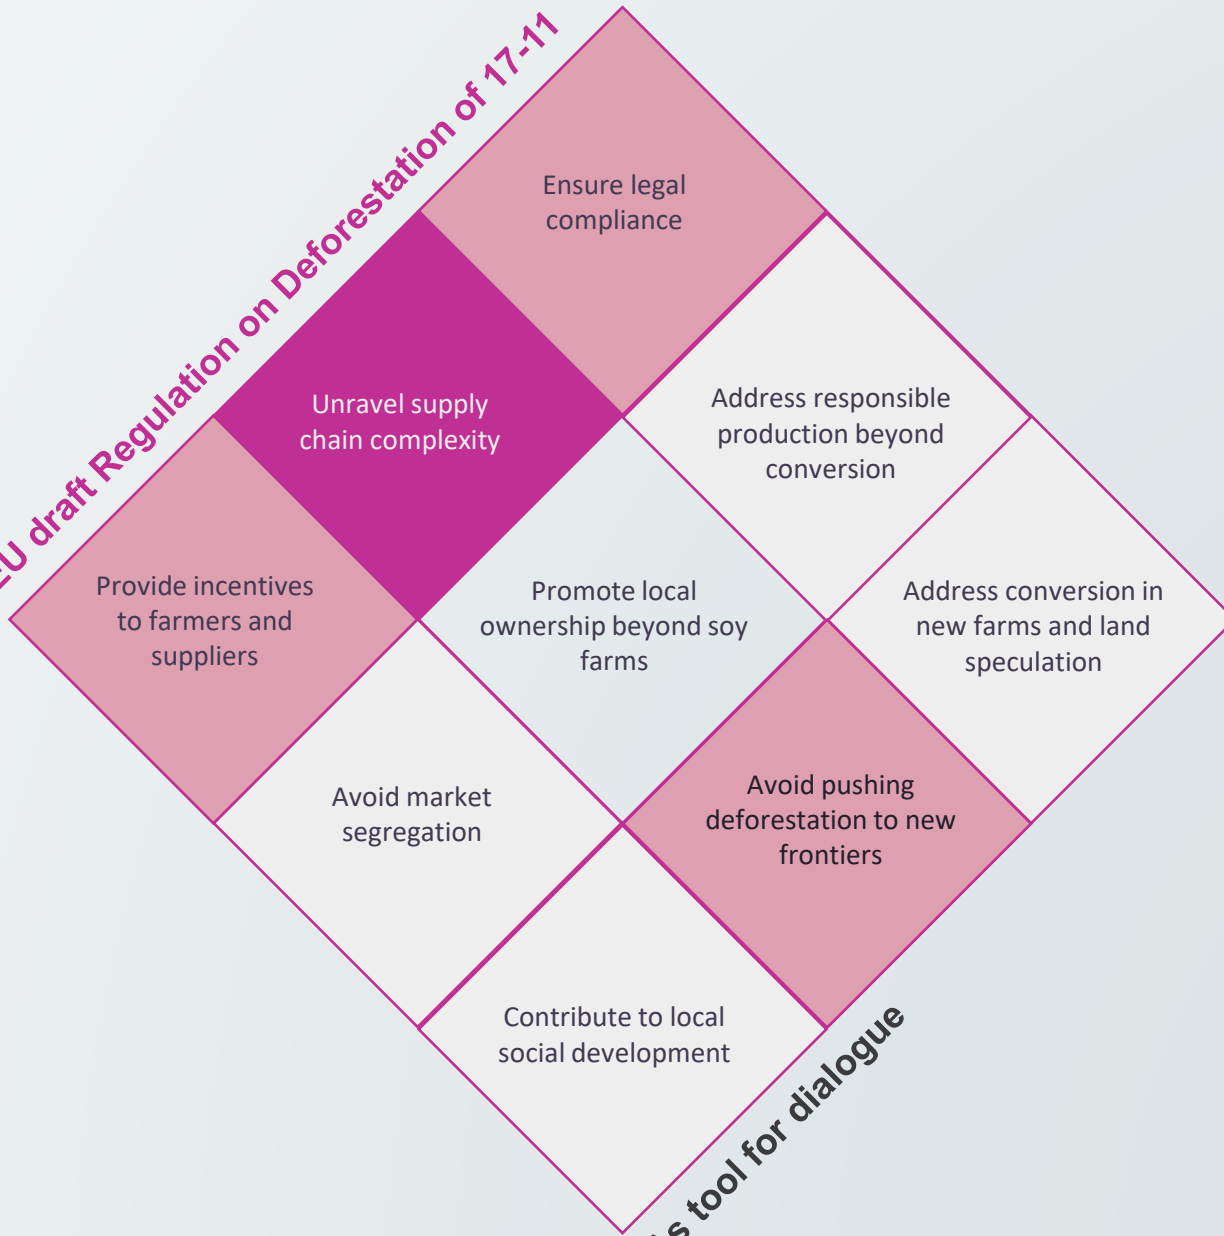 EU draft Regulation on Deforestation of 17-11
Ensure legal
compliance
Unravel supply
chain complexity
Address responsible
production beyond
conversion
Provide incentives
to farmers and
suppliers
Promote local
ownership beyond soy
farms
Address conversion in
new farms and land
speculation
Avoid market
segregation
Avoid pushing
deforestation to new
frontiers
Contribute to local
social development
As tool for dialogue